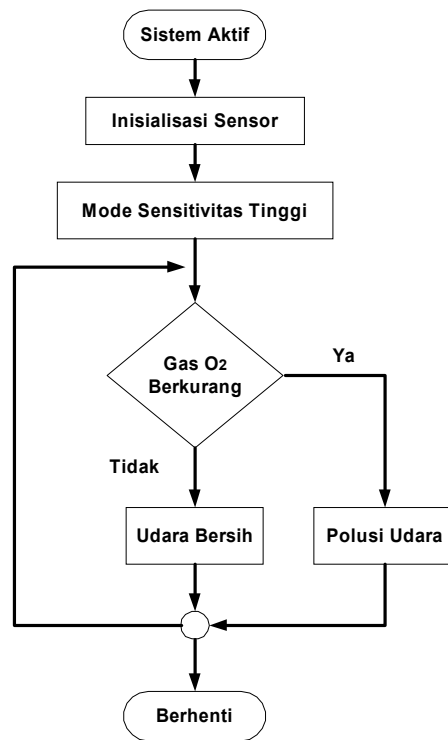 Sistem Aktif
Inisialisasi Sensor
Mode Sensitivitas Tinggi
Gas O2
Berkurang
Ya
Tidak
Udara Bersih
Polusi Udara
Berhenti